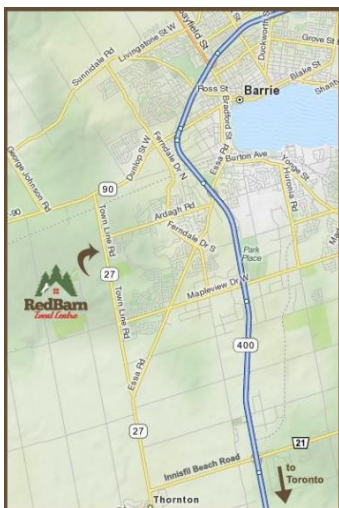 Bayfield St
Duckworth St
Grove St
Livingstone St W
Sunnidale Rd
Blake St
Ross St
Barrie
Bradford St
Shanty
Dunlop St W
Ferndale Dr N
Essa Rd
Burton Ave
Yonge St
George Johnson Rd
Huronia Rd
90
90
Town Line Rd
Ardagh Rd
Ferndale Dr S
Park
Place
27
RedBarn
Event Centre
Town Line Rd
Mapleview Dr W
400
Essa Rd
27
21
Innisfil Beach Road
to
Toronto
Thornton